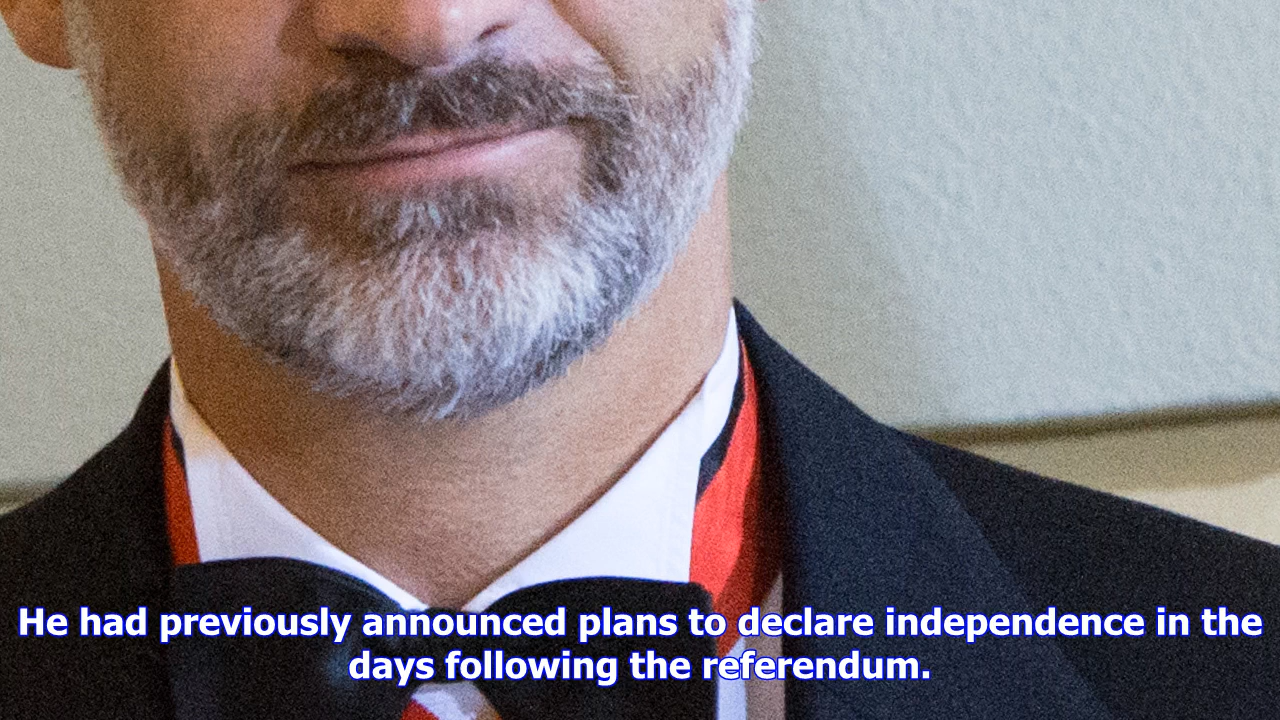 He had previously announced plans to declare independence in the
days following the referendum.